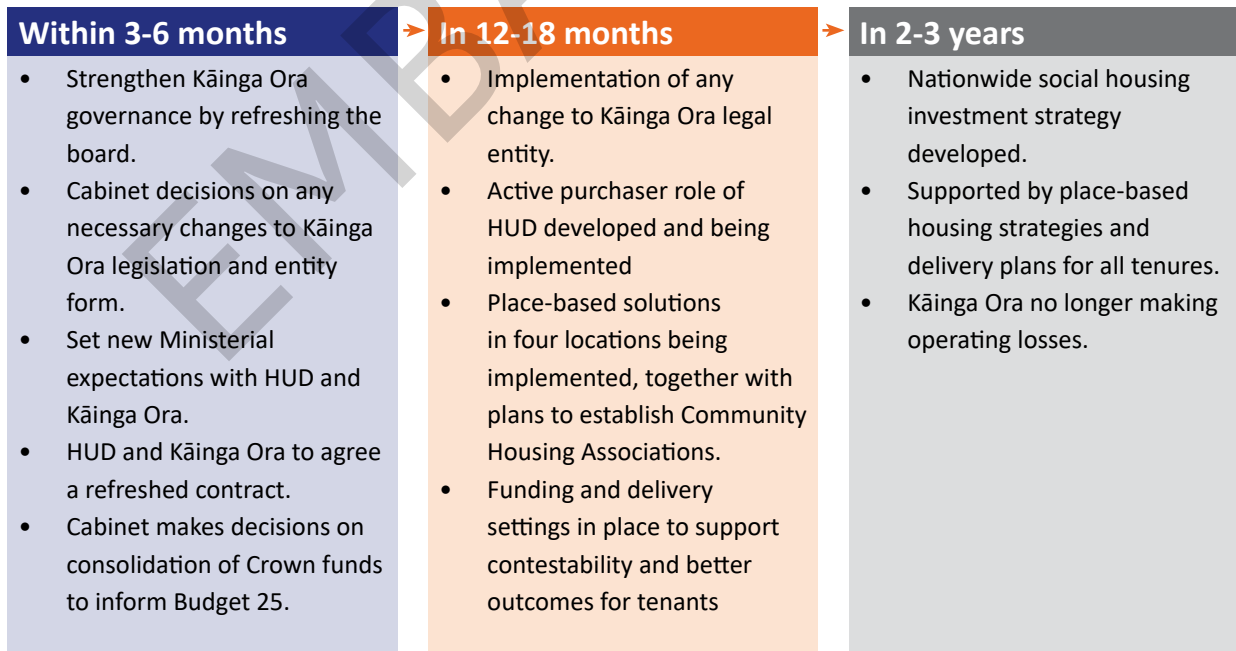 Within 3-6 months
• Strengthen Kāinga Ora
governance by refreshing the
board.
• Cabinet decisions on any
necessary changes to Kāinga
Ora legislation and entity
form.
• Set new Ministerial
expectations with HUD and
Kāinga Ora.
• HUD and Kāinga Ora to agree
a refreshed contract.
• Cabinet makes decisions on
consolidation of Crown funds
to inform Budget 25.
In 12-18 months
• Implementation of any
change to Kāinga Ora legal
entity.
• Active purchaser role of
HUD developed and being
implemented
• Place-based solutions
in four locations being
implemented, together with
plans to establish Community
Housing Associations.
• Funding and delivery
settings in place to support
contestability and better
outcomes for tenants
In 2-3 years
• Nationwide social housing
investment strategy
developed.
• Supported by place-based
housing strategies and
delivery plans for all tenures.
• Kāinga Ora no longer making
operating losses.